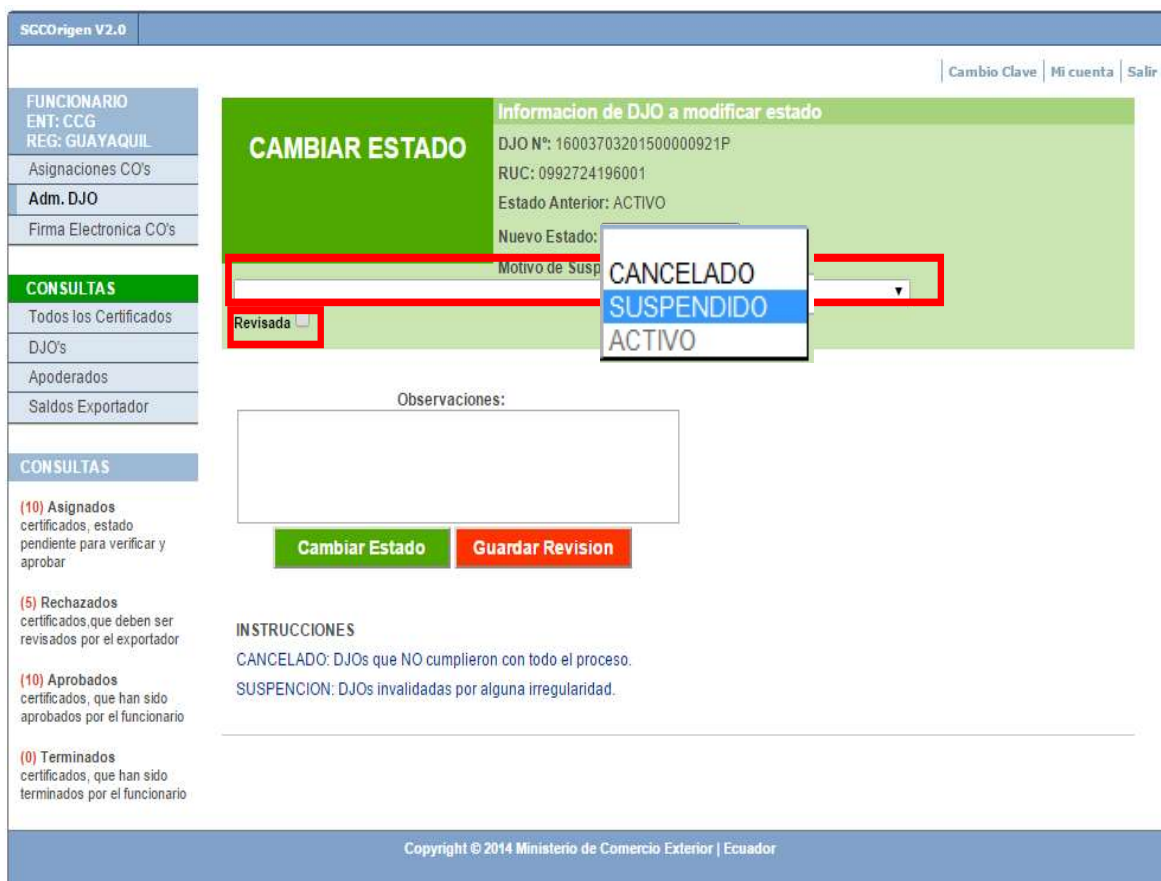 SGCOrigen V2.0
Cambio Clave | Mi cuenta | Salir
FUNCIONARIO
ENT: CCG
REG: GUAYAQUIL
Asignaciones CO's
Adm. DJO
Firma Electronica CO's
CONSULTAS
Todos los Certificados
DJO's
Apoderados
Saldos Exportador
CONSULTAS
(10) Asignados
certificados, estado
pendiente para verificar y
aprobar
(5) Rechazados
certificados,que deben ser
revisados por el exportador
(10) Aprobados
certificados, que han sido
aprobados por el funcionario
(0) Terminados
certificados, que han sido
terminados por el funcionario
CAMBIAR ESTADO
Informacion de DJO a modificar estado
DJO Nº: 16003703201500000921P
RUC: 0992724196001
Estado Anterior: ACTIVO
Nuevo Estado:
Motivo de Susp
CANCELADO
SUSPENDIDO
ACTIVO
Revisada
Observaciones:
Cambiar Estado
Guardar Revision
INSTRUCCIONES
CANCELADO: DJOs que NO cumplieron con todo el proceso.
SUSPENCION: DJOs invalidadas por alguna irregularidad.
Copyright © 2014 Ministerio de Comercio Exterior | Ecuador